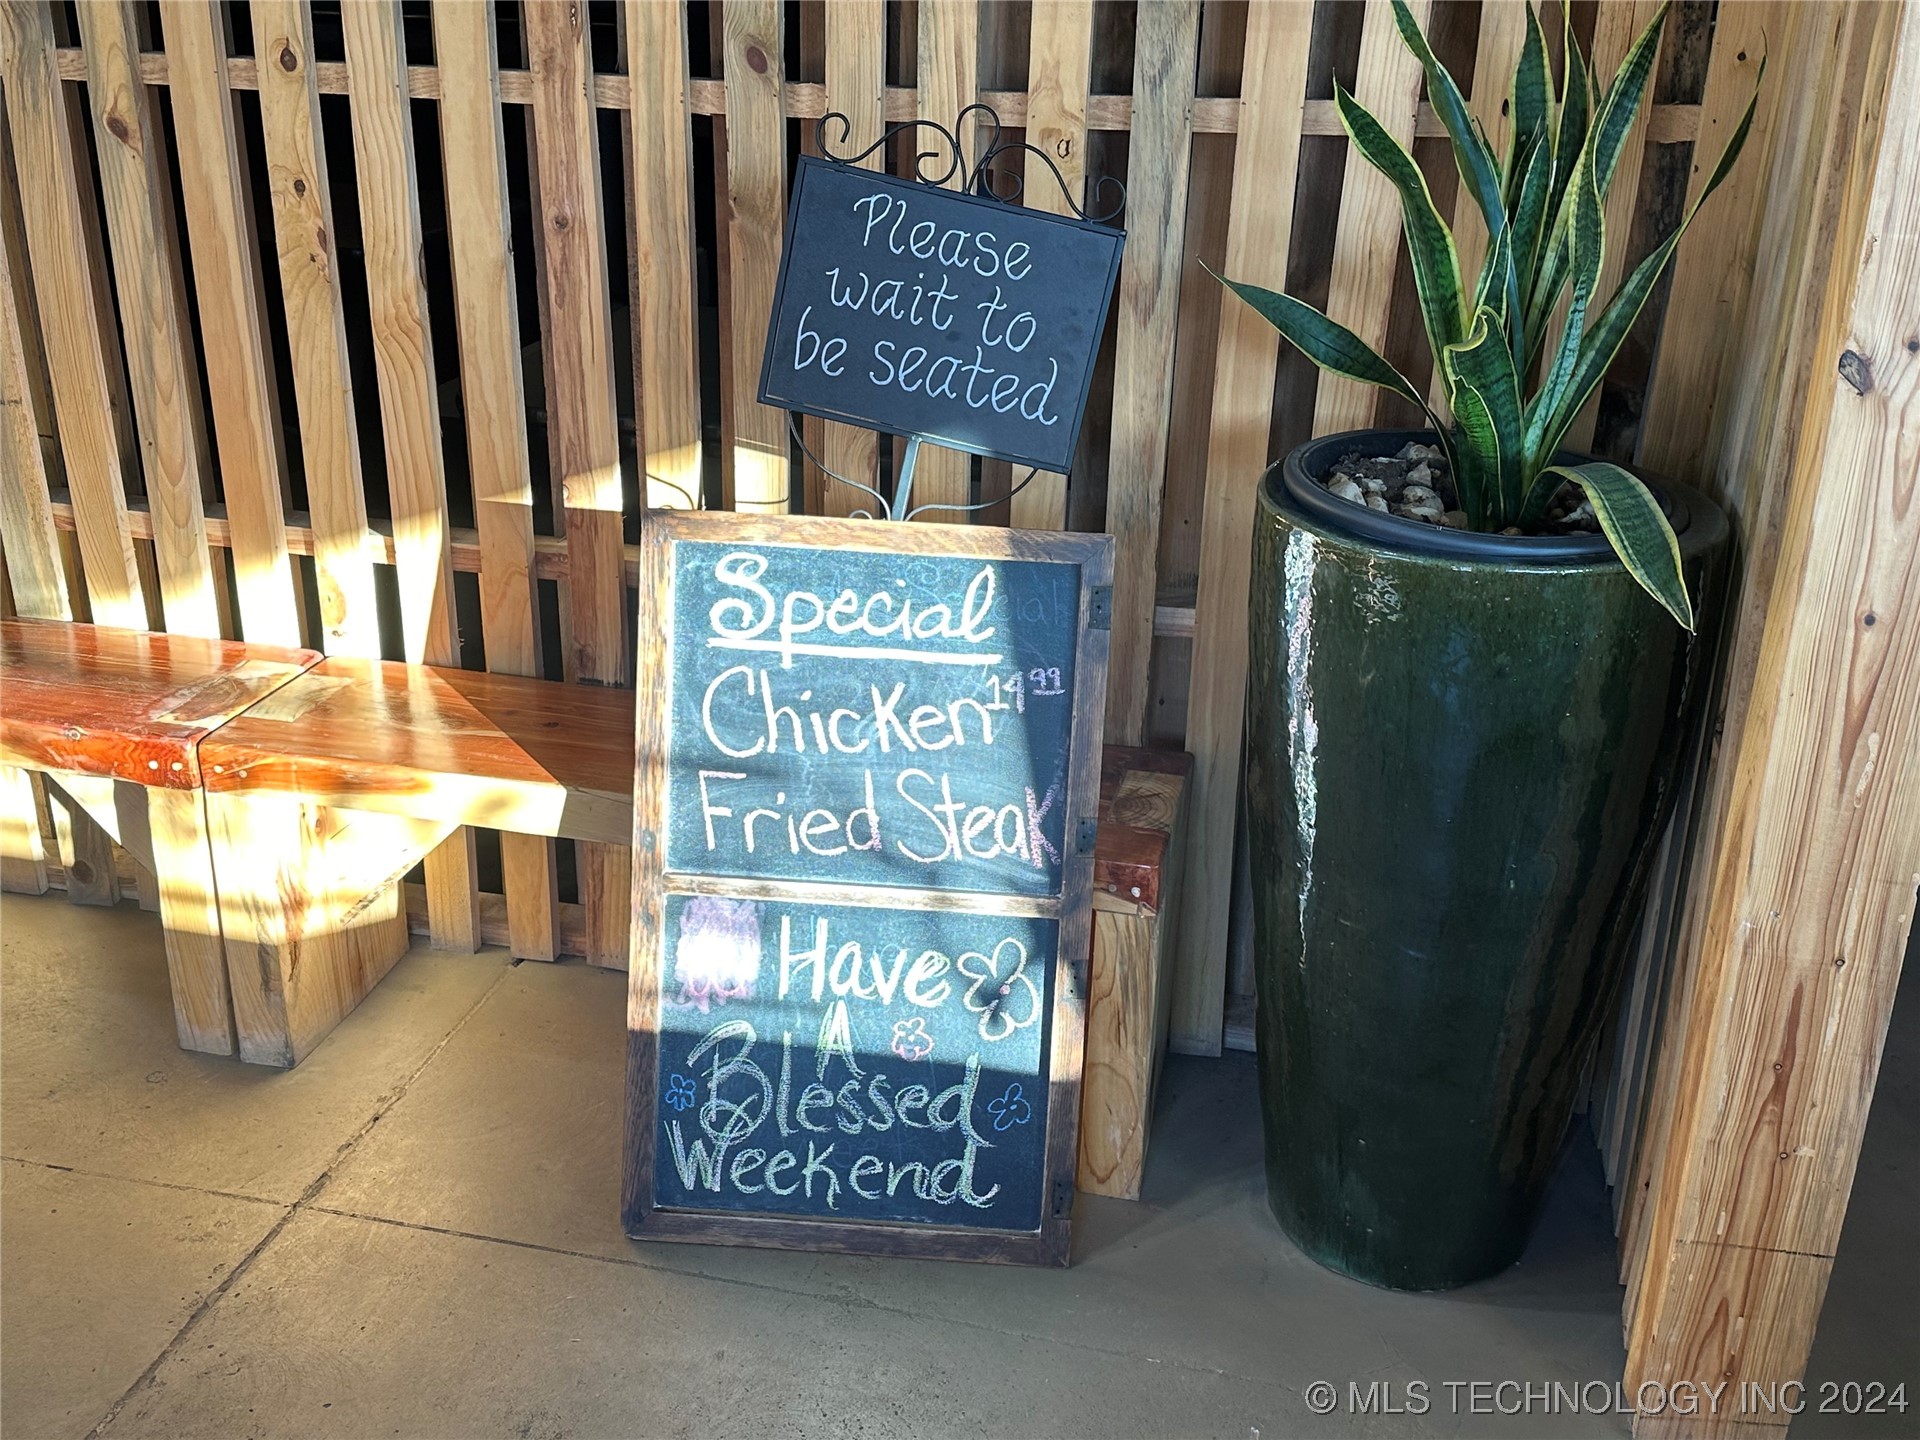 Please
wait to
be seated
Special
Chicken 14 99
Fried Steak
Have
A
Blessed
Weekend
© MLS TECHNOLOGY INC 2024